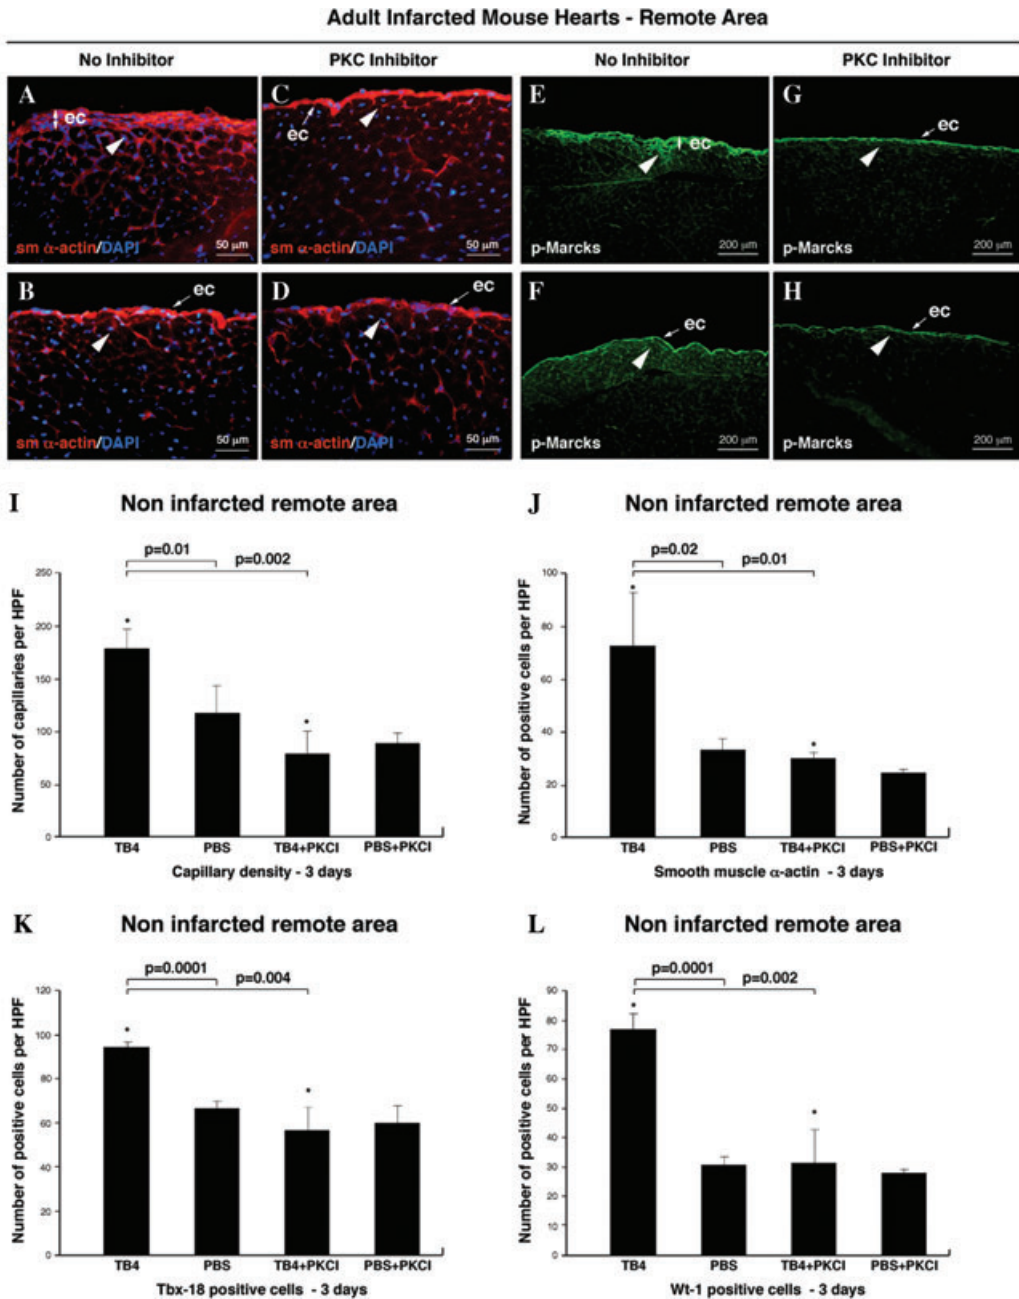 Adult Infarcted Mouse Hearts - Remote Area
No Inhibitor PKC Inhibitor No Inhibitor PKC Inhibitor
A ec sm α-actin/DAPI 50 µm
C ec sm α-actin/DAPI 50 µm
E ec p-Marcks 200 µm
G ec p-Marcks 200 µm
B ec sm α-actin/DAPI 50 µm
D ec sm α-actin/DAPI 50 µm
F ec p-Marcks 200 µm
H ec p-Marcks 200 µm
I Non infarcted remote area
p=0.01
p=0.002
Number of capillaries per HPF
250
200
150
100
50
0
* *
TB4 PBS TB4+PKCI PBS+PKCI
Capillary density - 3 days
J Non infarcted remote area
p=0.02
p=0.01
Number of positive cells per HPF
100
80
60
40
20
0
* *
TB4 PBS TB4+PKCI PBS+PKCI
Smooth muscle α-actin - 3 days
K Non infarcted remote area
p=0.0001
p=0.004
Number of positive cells per HPF
120
100
80
60
40
20
0
* *
TB4 PBS TB4+PKCI PBS+PKCI
Tbx-18 positive cells - 3 days
L Non infarcted remote area
p=0.0001
p=0.002
Number of positive cells per HPF
90
80
70
60
50
40
30
20
10
0
* *
TB4 PBS TB4+PKCI PBS+PKCI
Wt-1 positive cells - 3 days